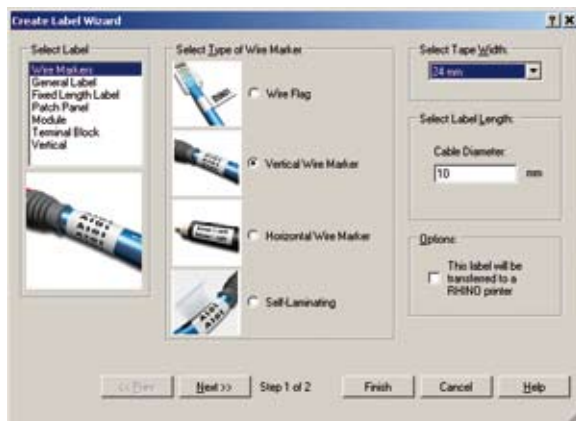 Create Label Wizard
Select Label
Wire Markers
General Label
Fixed Length Label
Patch Panel
Module
Terminal Block
Vertical
A101
A101
A101
Select Type of Wire Marker
Wire Flag
Vertical Wire Marker
Horizontal Wire Marker
Self-Laminating
Select Tape Width:
24 mm
Select Label Length:
Cable Diameter:
10 mm
Options:
This label will be
transferred to a
RHINO printer
<< Prev Next >> Step 1 of 2 Finish Cancel Help